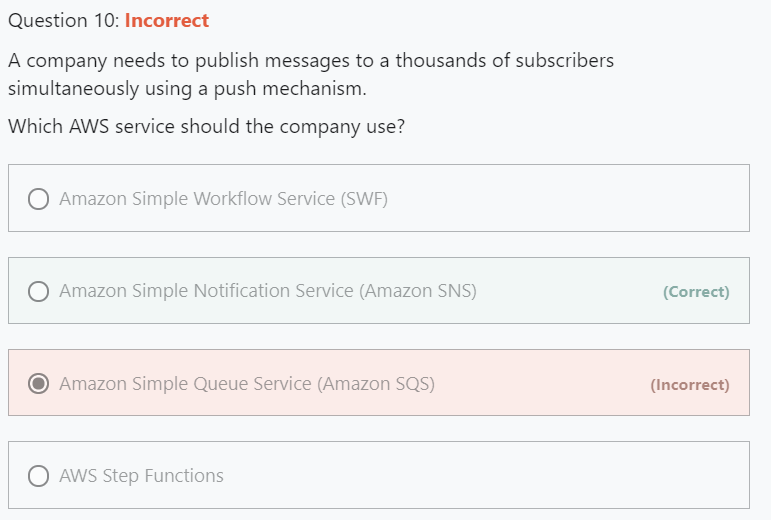 Question 10: Incorrect
A company needs to publish messages to a thousands of subscribers
simultaneously using a push mechanism.
Which AWS service should the company use?
Amazon Simple Workflow Service (SWF)
Amazon Simple Notification Service (Amazon SNS) (Correct)
Amazon Simple Queue Service (Amazon SQS) (Incorrect)
AWS Step Functions